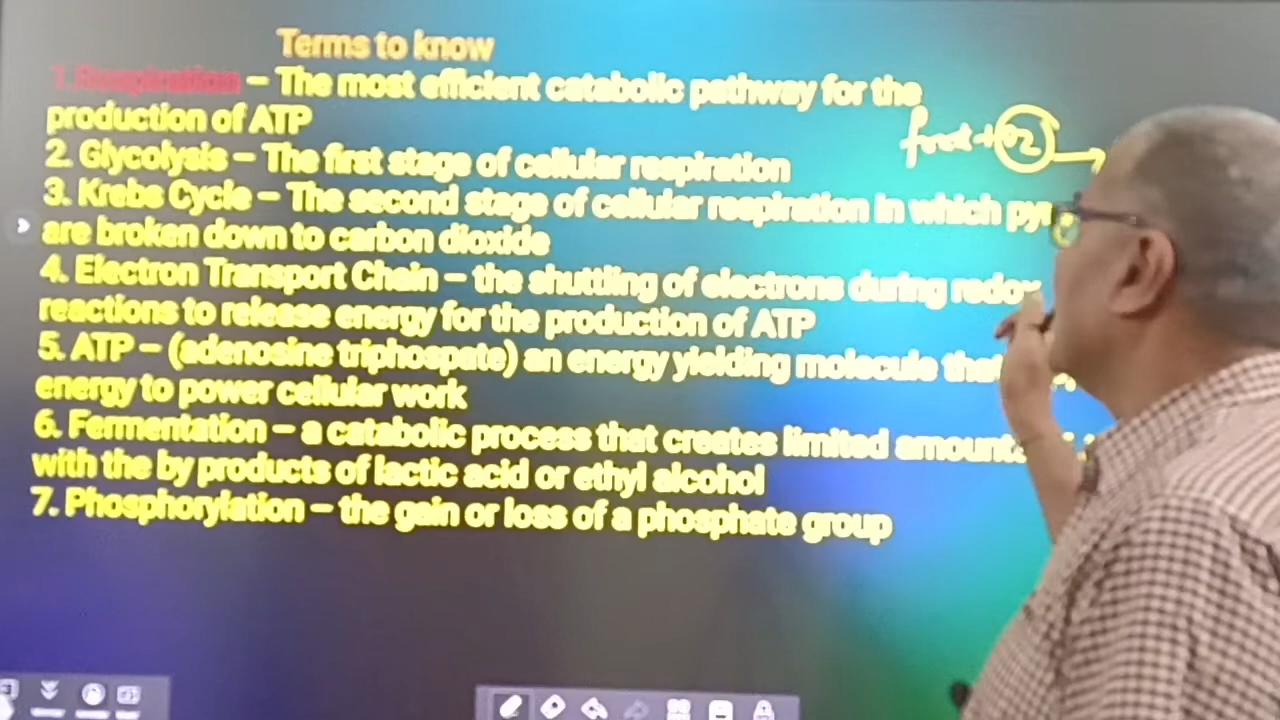 Terms to know
1. Respiration – The most efficient catabolic pathway for the
production of ATP
food + O2 →
2. Glycolysis – The first stage of cellular respiration
3. Krebs Cycle – The second stage of cellular respiration in which
are broken down to carbon dioxide
4. Electron Transport Chain – the shuttling of electrons during redox
reactions to release energy for the production of ATP
5. ATP – (adenosine triphospate) an energy yielding molecule that
energy to power cellular work
6. Fermentation – a catabolic process that creates limited amounts
with the by products of lactic acid or ethyl alcohol
7. Phosphorylation – the gain or loss of a phosphate group